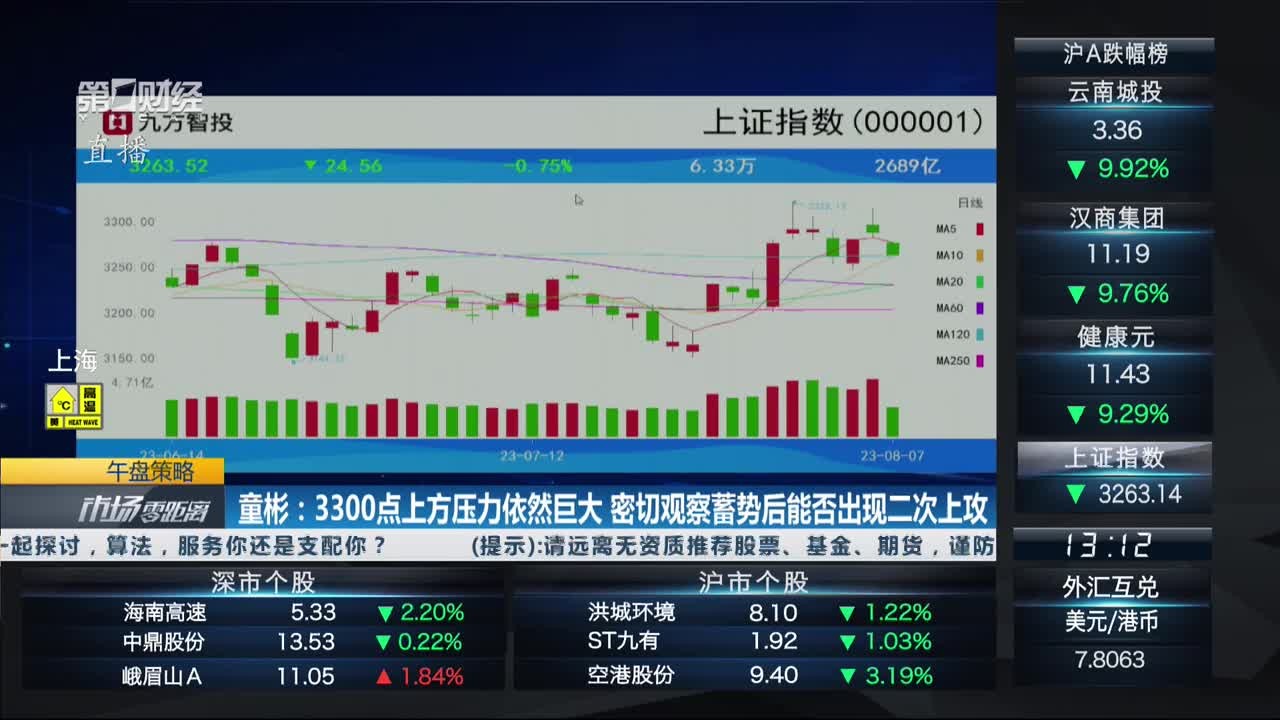 第一财经
九方智投
上证指数(000001)
直播
3263.52 ▼24.56 -0.75% 6.33万 2689亿
日线
3300.00
3250.00
3200.00
3150.00
4.71亿
MA5
MA10
MA20
MA60
MA120
MA250
23-06-14 23-07-12 23-08-07
上海
℃ 高温
黄 HEAT WAVE
午盘策略
市场零距离
童彬：3300点上方压力依然巨大 密切观察蓄势后能否出现二次上攻
一起探讨，算法，服务你还是支配你？ (提示):请远离无资质推荐股票、基金、期货，谨防
深市个股
海南高速 5.33 ▼2.20%
中鼎股份 13.53 ▼0.22%
峨眉山A 11.05 ▲1.84%
沪市个股
洪城环境 8.10 ▼1.22%
ST九有 1.92 ▼1.03%
空港股份 9.40 ▼3.19%
沪A跌幅榜
云南城投
3.36
▼9.92%
汉商集团
11.19
▼9.76%
健康元
11.43
▼9.29%
上证指数
▼3263.14
13:12
外汇互兑
美元/港币
7.8063